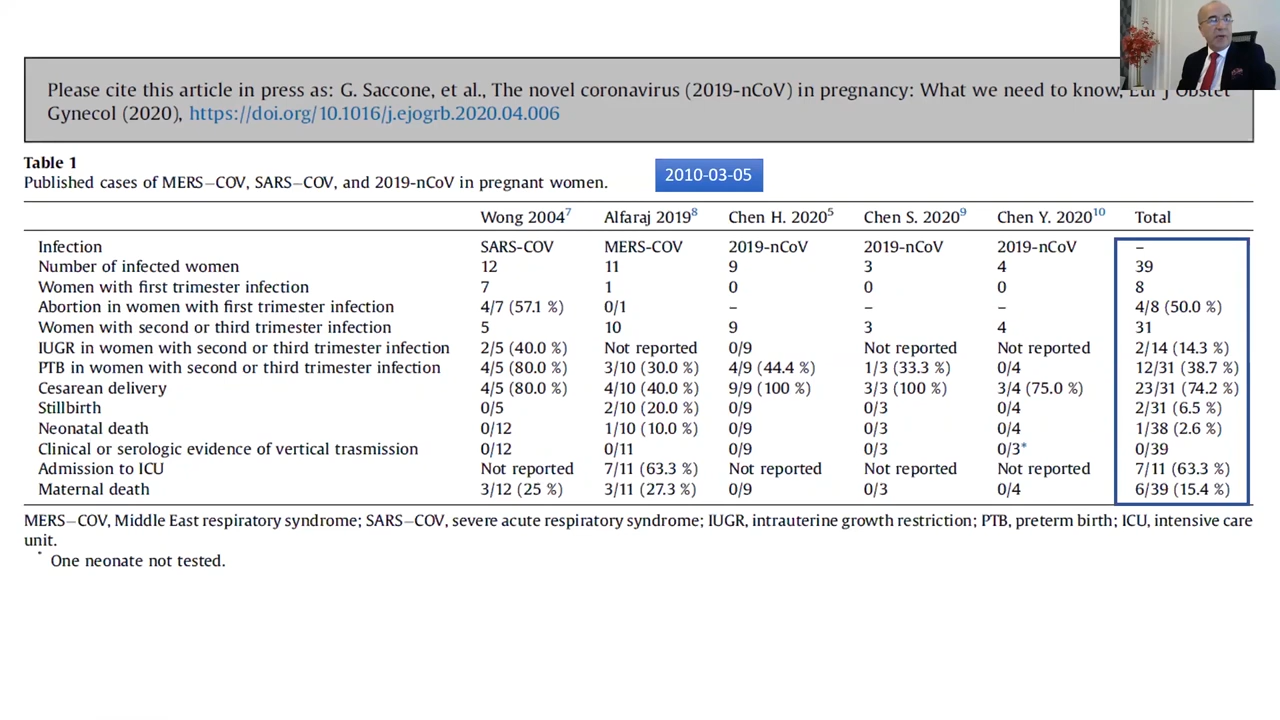 Please cite this article in press as: G. Saccone, et al., The novel coronavirus (2019-nCoV) in pregnancy: What we need to know, Eur J Obstet
Gynecol (2020), https://doi.org/10.1016/j.ejogrb.2020.04.006
Table 1
Published cases of MERS−COV, SARS−COV, and 2019-nCoV in pregnant women.
2010-03-05
Wong 2004⁷ Alfaraj 2019⁸ Chen H. 2020⁵ Chen S. 2020⁹ Chen Y. 2020¹⁰ Total
Infection SARS-COV MERS-COV 2019-nCoV 2019-nCoV 2019-nCoV –
Number of infected women 12 11 9 3 4 39
Women with first trimester infection 7 1 0 0 0 8
Abortion in women with first trimester infection 4/7 (57.1 %) 0/1 – – – 4/8 (50.0 %)
Women with second or third trimester infection 5 10 9 3 4 31
IUGR in women with second or third trimester infection 2/5 (40.0 %) Not reported 0/9 Not reported Not reported 2/14 (14.3 %)
PTB in women with second or third trimester infection 4/5 (80.0 %) 3/10 (30.0 %) 4/9 (44.4 %) 1/3 (33.3 %) 0/4 12/31 (38.7 %)
Cesarean delivery 4/5 (80.0 %) 4/10 (40.0 %) 9/9 (100 %) 3/3 (100 %) 3/4 (75.0 %) 23/31 (74.2 %)
Stillbirth 0/5 2/10 (20.0 %) 0/9 0/3 0/4 2/31 (6.5 %)
Neonatal death 0/12 1/10 (10.0 %) 0/9 0/3 0/4 1/38 (2.6 %)
Clinical or serologic evidence of vertical trasmission 0/12 0/11 0/9 0/3 0/3* 0/39
Admission to ICU Not reported 7/11 (63.3 %) Not reported Not reported Not reported 7/11 (63.3 %)
Maternal death 3/12 (25 %) 3/11 (27.3 %) 0/9 0/3 0/4 6/39 (15.4 %)
MERS−COV, Middle East respiratory syndrome; SARS−COV, severe acute respiratory syndrome; IUGR, intrauterine growth restriction; PTB, preterm birth; ICU, intensive care
unit.
* One neonate not tested.